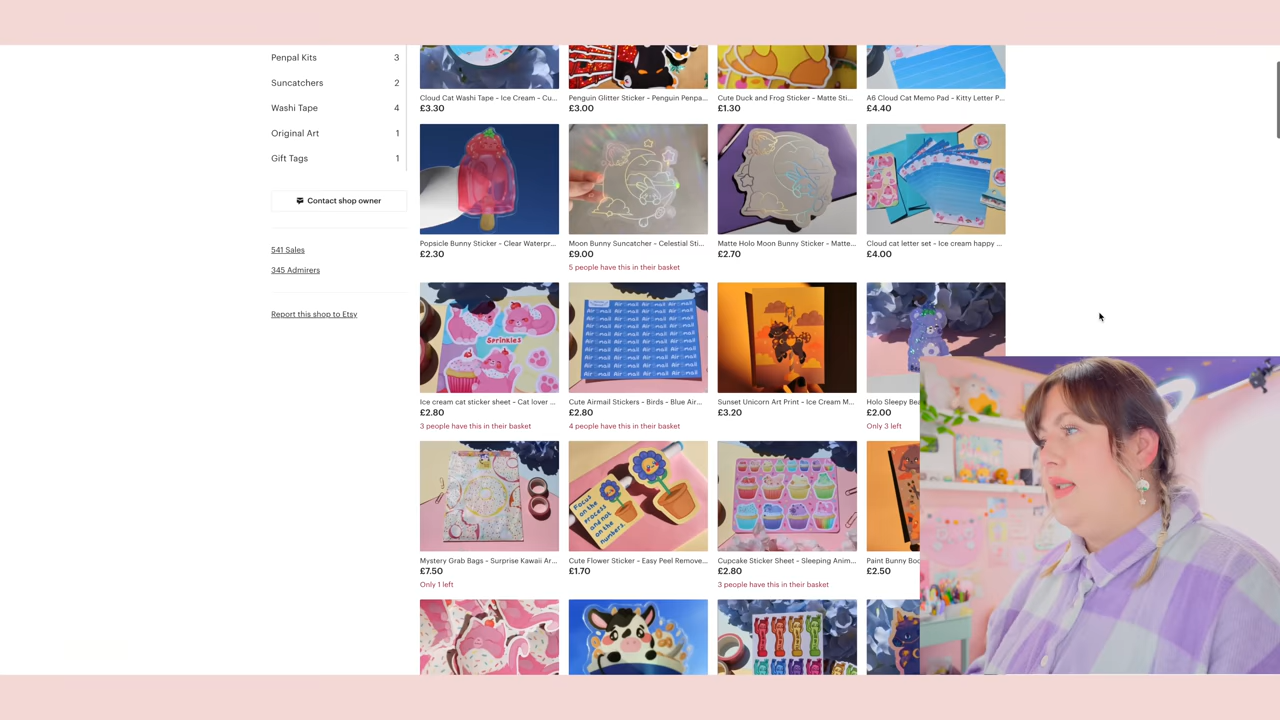 Penpal Kits 3
Suncatchers 2
Washi Tape 4
Original Art 1
Gift Tags 1
Contact shop owner
541 Sales
345 Admirers
Report this shop to Etsy
Cloud Cat Washi Tape - Ice Cream - Cu...
£3.30
Penguin Glitter Sticker - Penguin Penpa...
£3.00
Cute Duck and Frog Sticker - Matte Sti...
£1.30
A6 Cloud Cat Memo Pad - Kitty Letter P...
£4.40
Popsicle Bunny Sticker - Clear Waterpr...
£2.30
Moon Bunny Suncatcher - Celestial Sti...
£9.00
5 people have this in their basket
Matte Holo Moon Bunny Sticker - Matte...
£2.70
Cloud cat letter set - Ice cream happy ...
£4.00
Sprinkles
Ice cream cat sticker sheet - Cat lover ...
£2.80
3 people have this in their basket
Air mail Air mail Air mail Air mail
Cute Airmail Stickers - Birds - Blue Air...
£2.80
4 people have this in their basket
Sunset Unicorn Art Print - Ice Cream M...
£3.20
Holo Sleepy Bea
£2.00
Only 3 left
Mystery Grab Bags - Surprise Kawaii Ar...
£7.50
Only 1 left
Focus
on the
process
and not
on the
numbers.
Cute Flower Sticker - Easy Peel Remove...
£1.70
Cupcake Sticker Sheet - Sleeping Anim...
£2.80
3 people have this in their basket
Paint Bunny Boo
£2.50